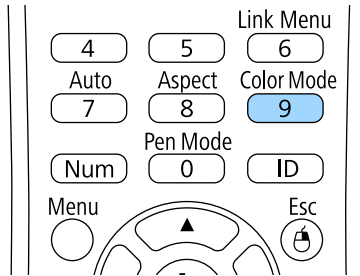 Link Menu
4 5 6
Auto Aspect Color Mode
7 8 9
Pen Mode
Num 0 ID
Menu Esc